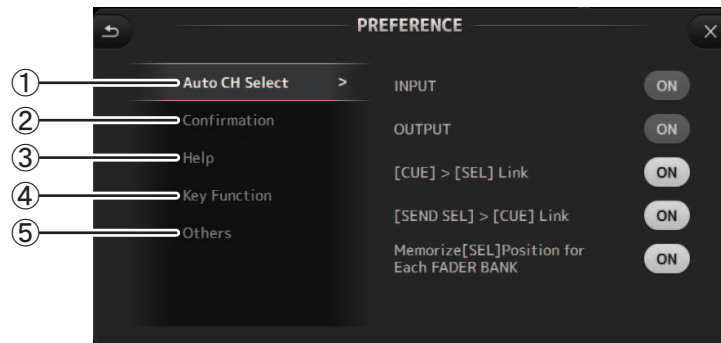 PREFERENCE
① Auto CH Select >
② Confirmation
③ Help
④ Key Function
⑤ Others
INPUT ON
OUTPUT ON
[CUE] > [SEL] Link ON
[SEND SEL] > [CUE] Link ON
Memorize[SEL]Position for
Each FADER BANK ON